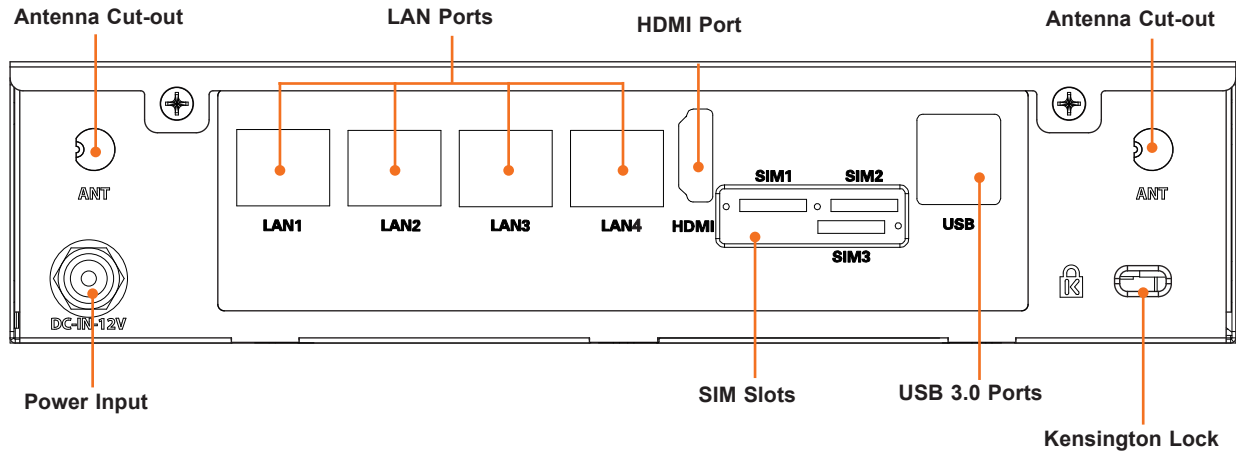 Antenna Cut-out
LAN Ports
HDMI Port
Antenna Cut-out
ANT
SIM1
SIM2
ANT
LAN1
LAN2
LAN3
LAN4
HDMI
USB
SIM3
K
DC-IN-12V
Power Input
SIM Slots
USB 3.0 Ports
Kensington Lock